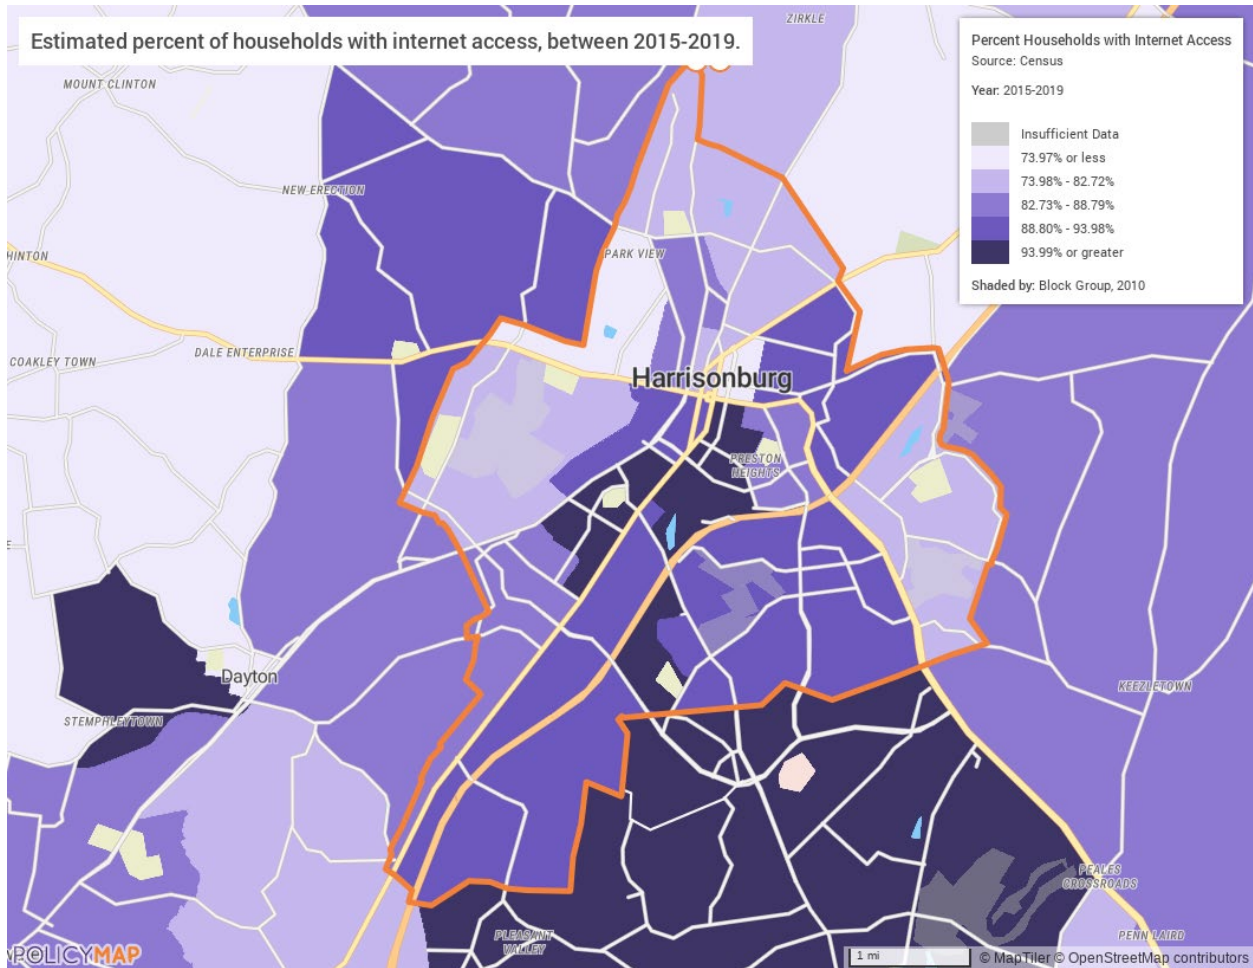 Estimated percent of households with internet access, between 2015-2019.
ZIRKLE
Percent Households with Internet Access
Source: Census
Year: 2015-2019
Insufficient Data
73.97% or less
73.98% - 82.72%
82.73% - 88.79%
88.80% - 93.98%
93.99% or greater
Shaded by: Block Group, 2010
MOUNT CLINTON
NEW ERECTION
HINTON
PARK VIEW
DALE ENTERPRISE
COAKLEY TOWN
Harrisonburg
PRESTON
HEIGHTS
E
Dayton
KEEZLETOWN
STEMPHLEYTOWN
PEALES
CROSSROADS
PLEASANT
VALLEY
PENN LAIRD
POLICYMAP
1 mi
© MapTiler © OpenStreetMap contributors